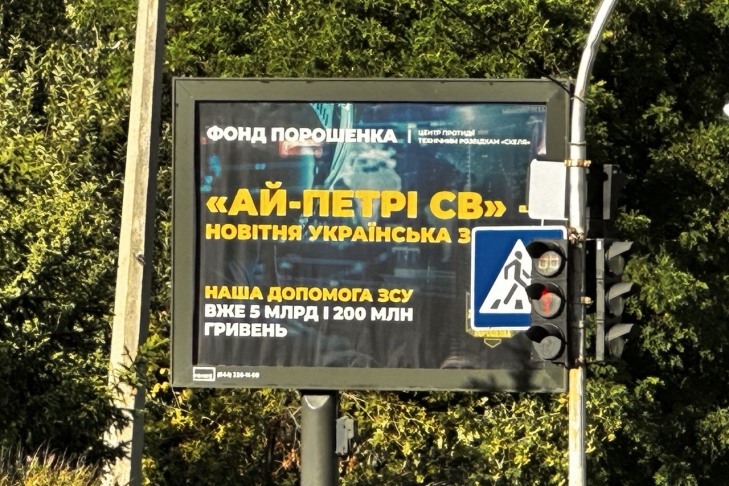 ФОНД ПОРОШЕНКА
ЦЕНТР ПРОТИДІЇ
ТЕХНІЧНИМ РОЗВІДКАМ «СКЕЛЯ»
«АЙ-ПЕТРІ СВ» -
НОВІТНЯ УКРАЇНСЬКА З
НАША ДОПОМОГА ЗСУ
ВЖЕ 5 МЛРД І 200 МЛН
ГРИВЕНЬ